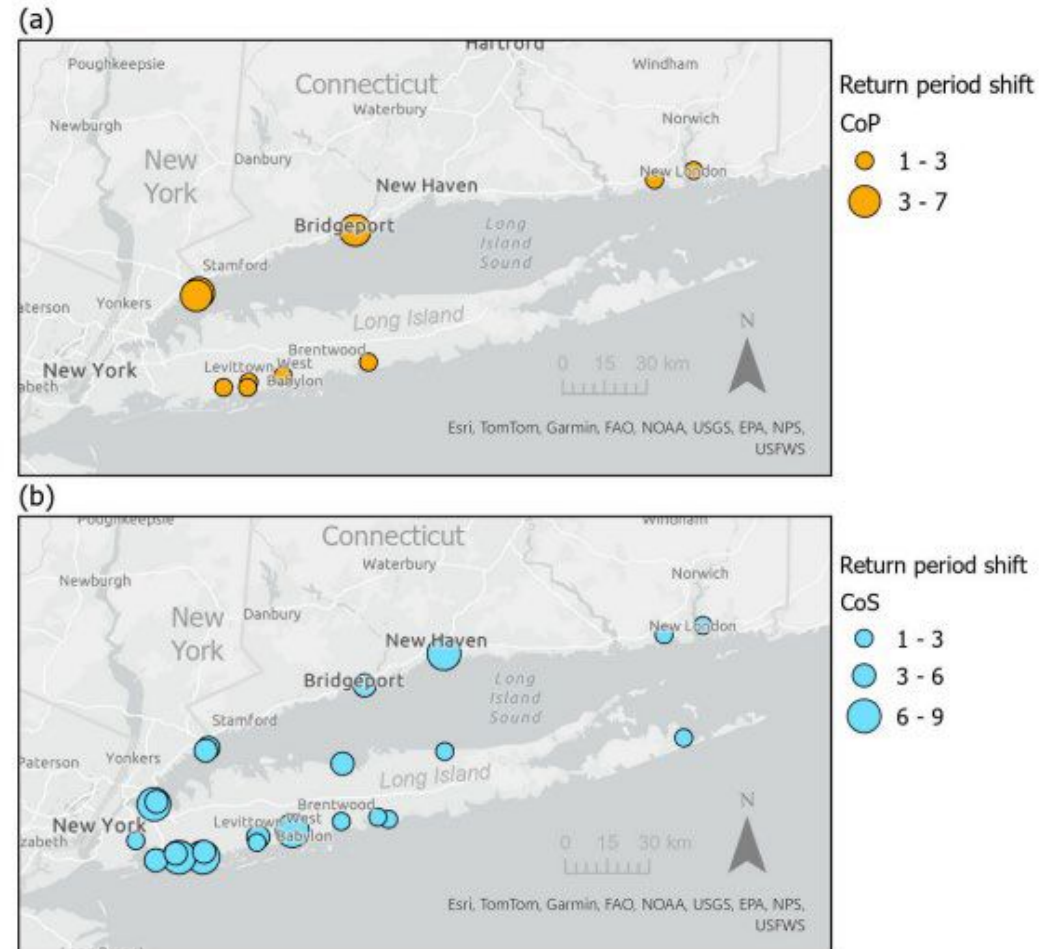 (a)
Hartford
Poughkeepsie
Windham
Connecticut
Waterbury
Norwich
Newburgh
New
York
Danbury
New London
New Haven
Bridgeport
Long
Island
Sound
Stamford
aterson
Yonkers
Long Island
N
Brentwood
New York
Levittown
West
Babylon
abeth
0 15 30 km
Esri, TomTom, Garmin, FAO, NOAA, USGS, EPA, NPS,
USFWS
Return period shift
CoP
1 - 3
3 - 7
(b)
Poughkeepsie
Windham
Connecticut
Waterbury
Norwich
Newburgh
New
York
Danbury
New London
New Haven
Bridgeport
Long
Island
Sound
Stamford
Paterson
Yonkers
Long Island
N
Brentwood
New York
Levittown
West
Babylon
zabeth
0 15 30 km
Esri, TomTom, Garmin, FAO, NOAA, USGS, EPA, NPS,
USFWS
Return period shift
CoS
1 - 3
3 - 6
6 - 9